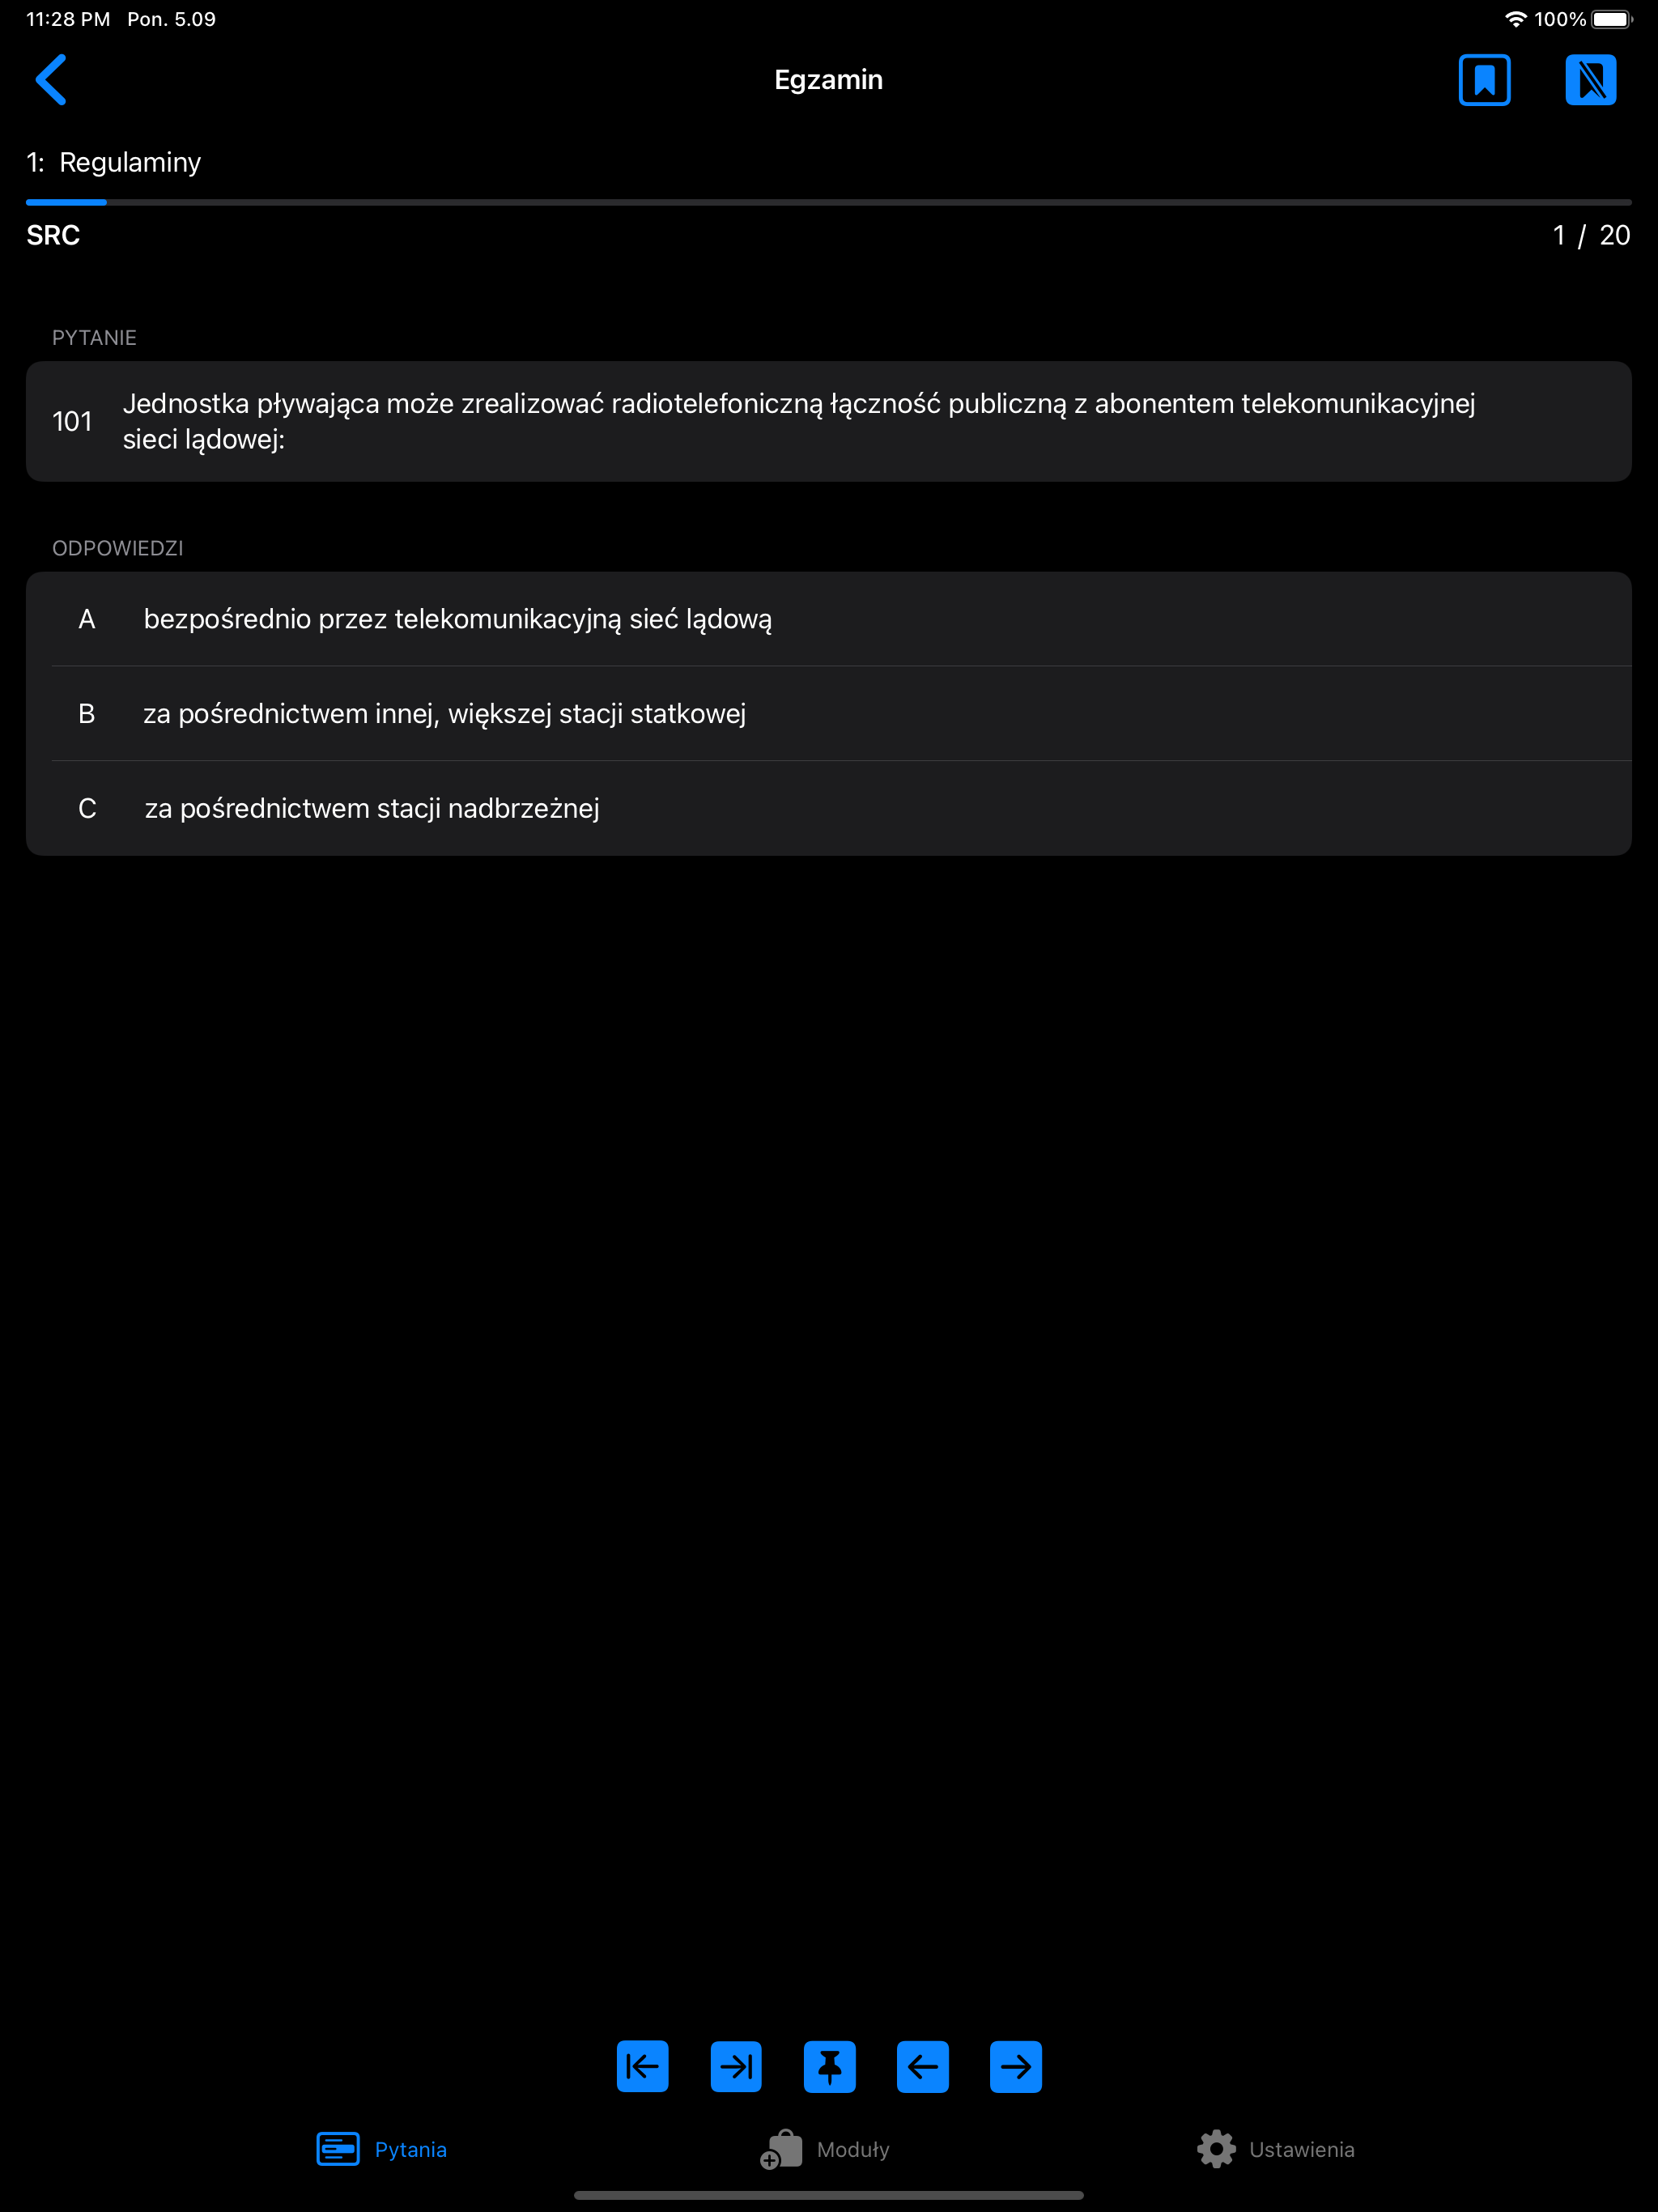 11:28 PM Pon. 5.09 100%
Egzamin
1: Regulaminy
SRC 1 / 20
PYTANIE
101 Jednostka pływająca może zrealizować radiotelefoniczną łączność publiczną z abonentem telekomunikacyjnej
sieci lądowej:
ODPOWIEDZI
A bezpośrednio przez telekomunikacyjną sieć lądową
B za pośrednictwem innej, większej stacji statkowej
C za pośrednictwem stacji nadbrzeżnej
Pytania Moduły Ustawienia